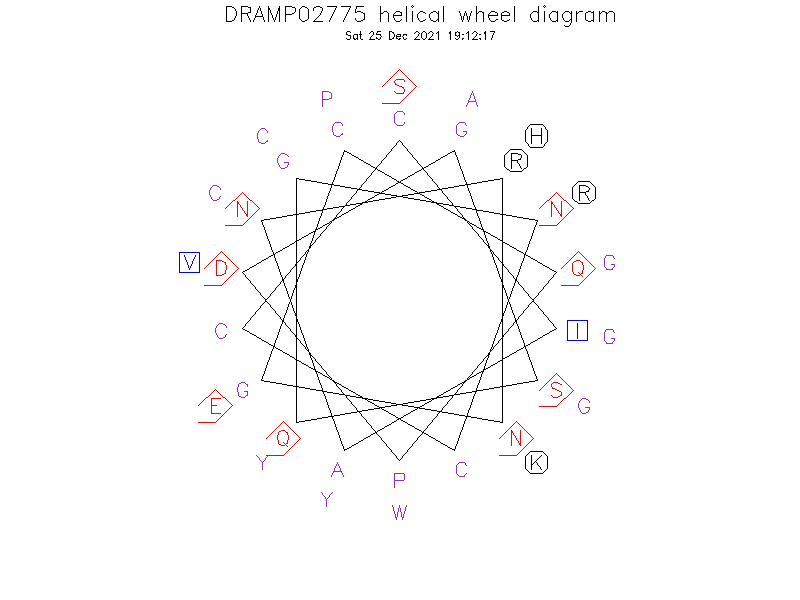 DRAMP02775 helical wheel diagram
Sat 25 Dec 2021 19:12:17
S
P A
C
C G
C H
G R
C N N R
V D Q G
C I G
G S
E G
Q N
Y K
A C
P
Y
W